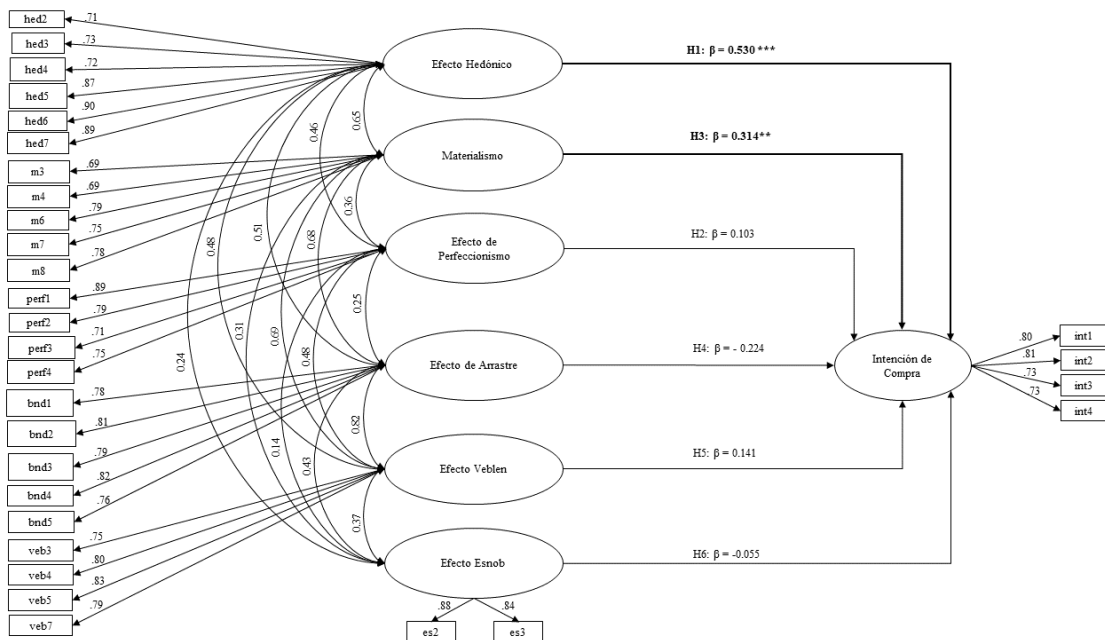 hed2
.71
hed3
.73
hed4
.72
hed5
.87
hed6
.90
hed7
.89
m3
.69
m4
.69
m6
.79
m7
.75
m8
.78
perf1
.89
perf2
.79
perf3
.71
perf4
.75
bnd1
.78
bnd2
.81
bnd3
.79
bnd4
.82
bnd5
.76
veb3
.75
veb4
.80
veb5
.83
veb7
.79
Efecto Hedónico
Materialismo
Efecto de
Perfeccionismo
Efecto de Arrastre
Efecto Veblen
Efecto Esnob
0.65
0.46
0.36
0.51
0.68
0.48
0.25
0.31
0.69
0.48
0.24
0.82
0.14
0.43
0.37
.88
.84
es2
es3
H1: β = 0.530 ***
H3: β = 0.314**
H2: β = 0.103
H4: β = - 0.224
H5: β = 0.141
H6: β = -0.055
Intención de
Compra
.80
int1
.81
int2
.73
int3
.73
int4